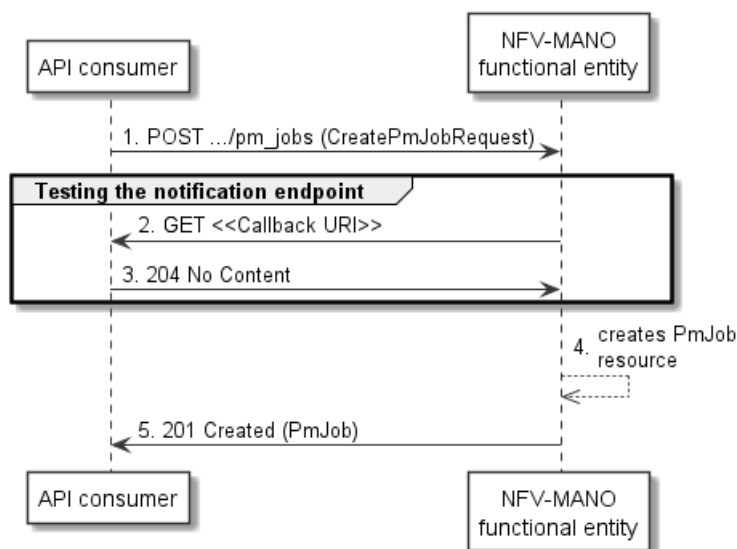 API consumer
NFV-MANO
functional entity
1. POST .../pm_jobs (CreatePmJobRequest)
Testing the notification endpoint
2. GET <<Callback URI>>
3. 204 No Content
4. creates PmJob
resource
5. 201 Created (PmJob)
API consumer
NFV-MANO
functional entity